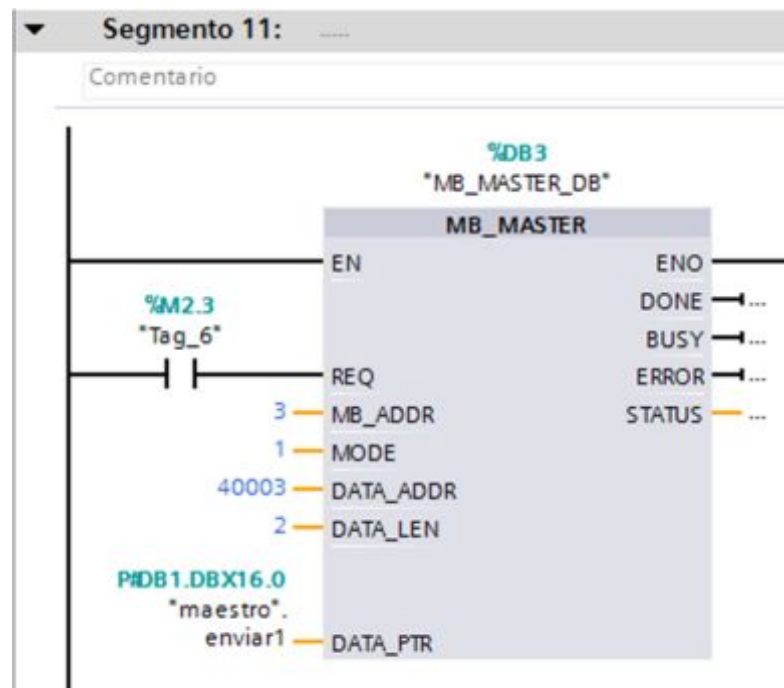 Segmento 11: .....
Comentario
%DB3
"MB_MASTER_DB"
MB_MASTER
EN ENO
DONE ...
%M2.3
"Tag_6"
BUSY ...
REQ ERROR ...
3 MB_ADDR STATUS ...
1 MODE
40003 DATA_ADDR
2 DATA_LEN
P#DB1.DBX16.0
"maestro".
enviar1 DATA_PTR